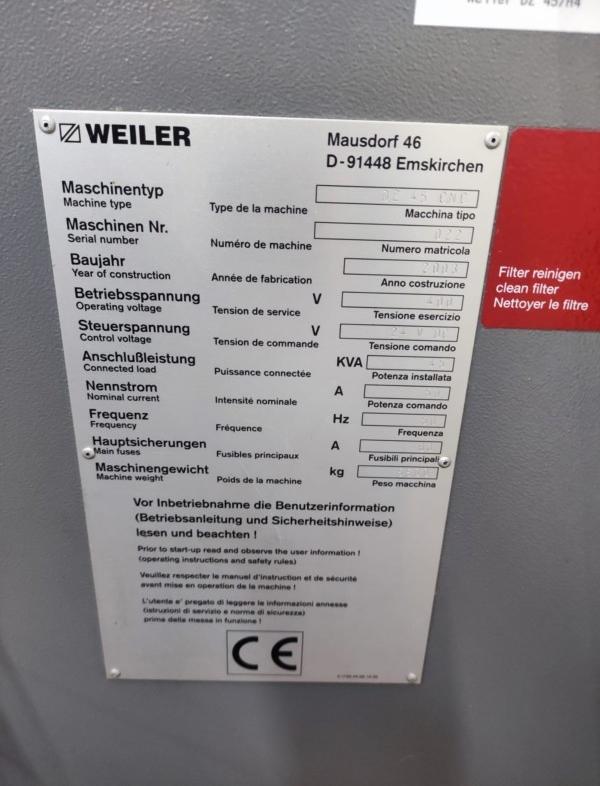 WEILER
Mausdorf 46
D-91448 Emskirchen
Maschinentyp
Machine type
Type de la machine
DZ 45 CNC
Macchina tipo
Maschinen Nr.
Serial number
Numéro de machine
022
Numero matricola
Baujahr
Year of construction
Année de fabrication
2003
Anno costruzione
Betriebsspannung
Operating voltage
Tension de service
V
400
Tensione esercizio
Steuerspannung
Control voltage
Tension de commande
V
24 V DC
Tensione comando
Anschlußleistung
Connected load
Puissance connectée
KVA
Potenza installata
Nennstrom
Nominal current
Intensité nominale
A
Potenza comando
Frequenz
Frequency
Fréquence
Hz
Frequenza
Hauptsicherungen
Main fuses
Fusibles principaux
A
Fusibili principali
Maschinengewicht
Machine weight
Poids de la machine
kg
Peso macchina
Vor Inbetriebnahme die Benutzerinformation
(Betriebsanleitung und Sicherheitshinweise)
lesen und beachten !
Prior to start-up read and observe the user information !
(operating instructions and safety rules)
Veuillez respecter le manuel d'instruction et de sécurité
avant mise en operation de la machine !
L'utente e' pregato di leggere le informazioni annesse
(istruzioni di servizio e norme di sicurezza)
prima della messa in funzione !
CE
Filter reinigen
clean filter
Nettoyer le filtre